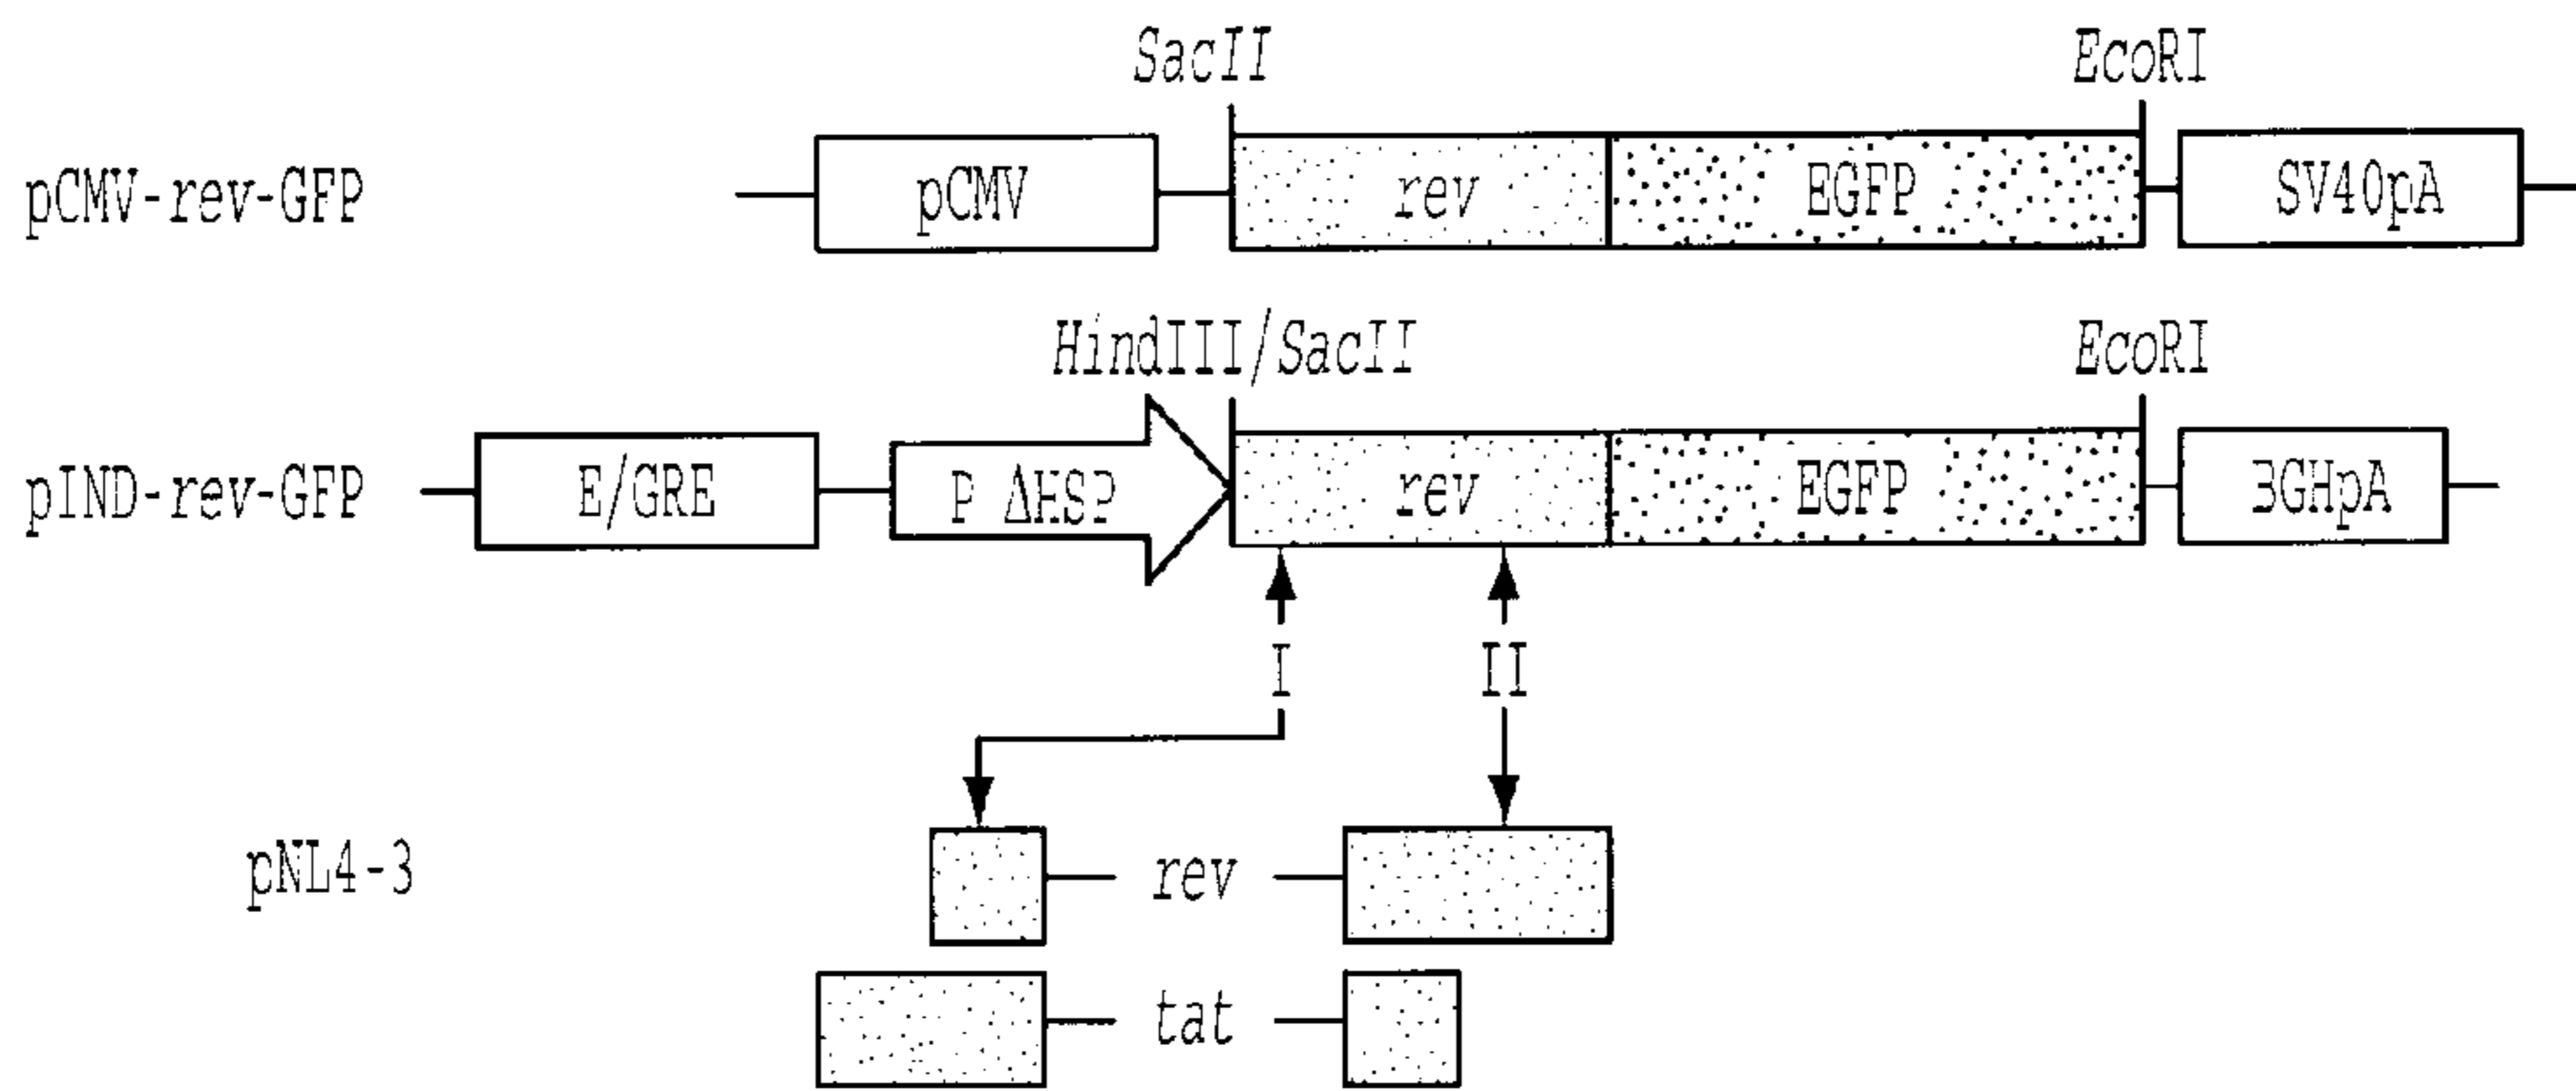 SacII EcoRI
pCMV-rev-GFP pCMV rev EGFP SV40pA
HindIII/SacII EcoRI
pIND-rev-GFP E/GRE P ΔHSP rev EGFP BGHpA
I II
pNL4-3 rev
tat